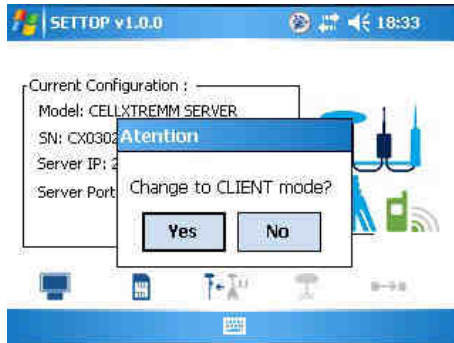 SETTOP v1.0.0
18:33
Current Configuration :
Model: CELLXTREMM SERVER
SN: CX0302
Atention
Server IP: 2
Change to CLIENT mode?
Server Port
Yes
No